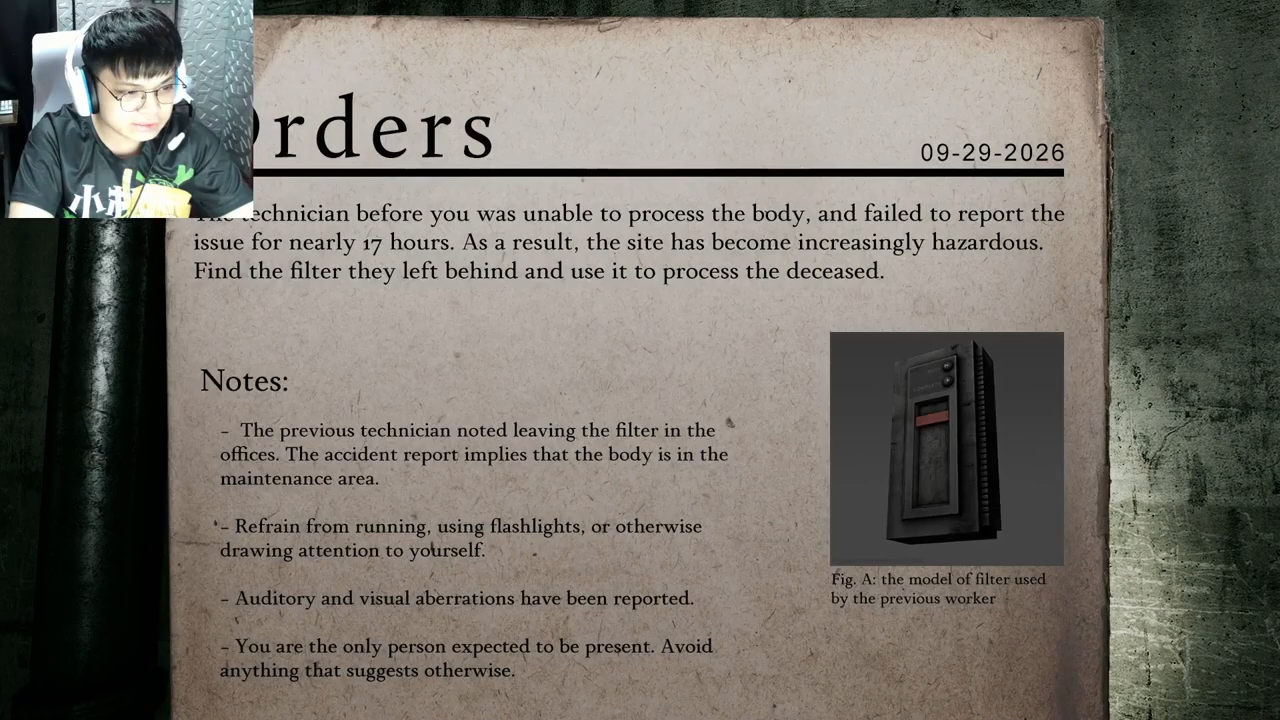 Orders
09-29-2026
The technician before you was unable to process the body, and failed to report the
issue for nearly 17 hours. As a result, the site has become increasingly hazardous.
Find the filter they left behind and use it to process the deceased.
Notes:
- The previous technician noted leaving the filter in the
offices. The accident report implies that the body is in the
maintenance area.
- Refrain from running, using flashlights, or otherwise
drawing attention to yourself.
- Auditory and visual aberrations have been reported.
- You are the only person expected to be present. Avoid
anything that suggests otherwise.
Fig. A: the model of filter used
by the previous worker
小